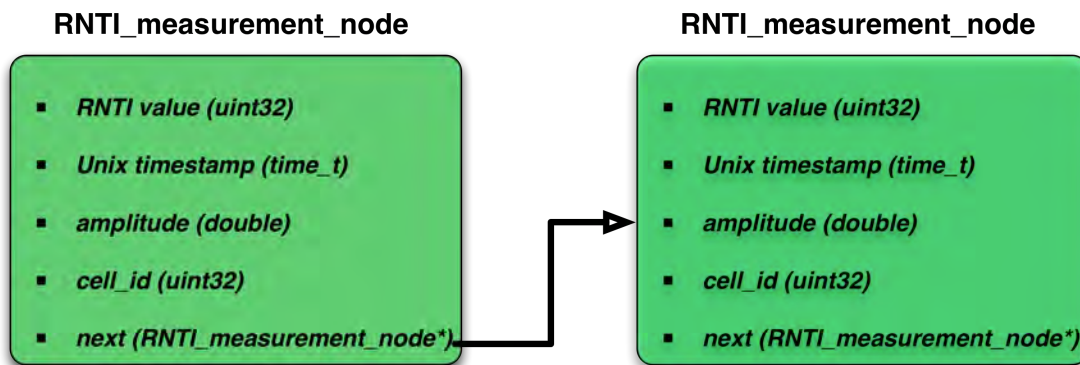 RNTI_measurement_node
▪ RNTI value (uint32)
▪ Unix timestamp (time_t)
▪ amplitude (double)
▪ cell_id (uint32)
▪ next (RNTI_measurement_node*)
RNTI_measurement_node
▪ RNTI value (uint32)
▪ Unix timestamp (time_t)
▪ amplitude (double)
▪ cell_id (uint32)
▪ next (RNTI_measurement_node*)